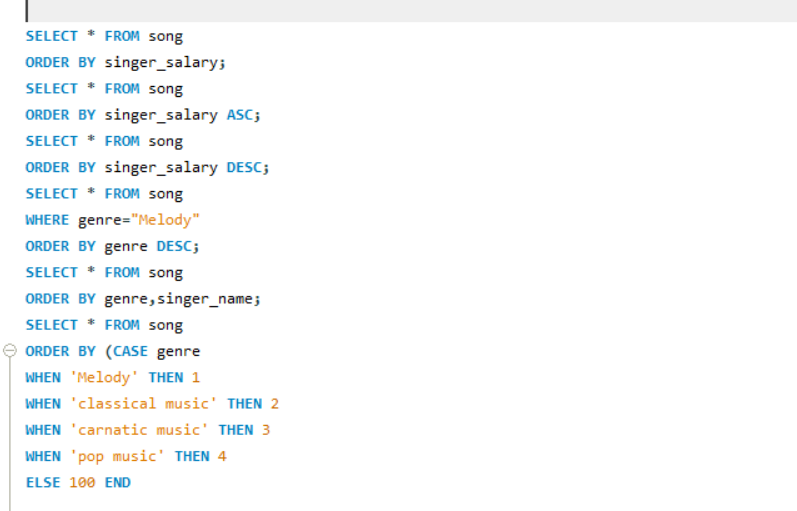 SELECT * FROM song
ORDER BY singer_salary;
SELECT * FROM song
ORDER BY singer_salary ASC;
SELECT * FROM song
ORDER BY singer_salary DESC;
SELECT * FROM song
WHERE genre="Melody"
ORDER BY genre DESC;
SELECT * FROM song
ORDER BY genre,singer_name;
SELECT * FROM song
ORDER BY (CASE genre
WHEN 'Melody' THEN 1
WHEN 'classical music' THEN 2
WHEN 'carnatic music' THEN 3
WHEN 'pop music' THEN 4
ELSE 100 END